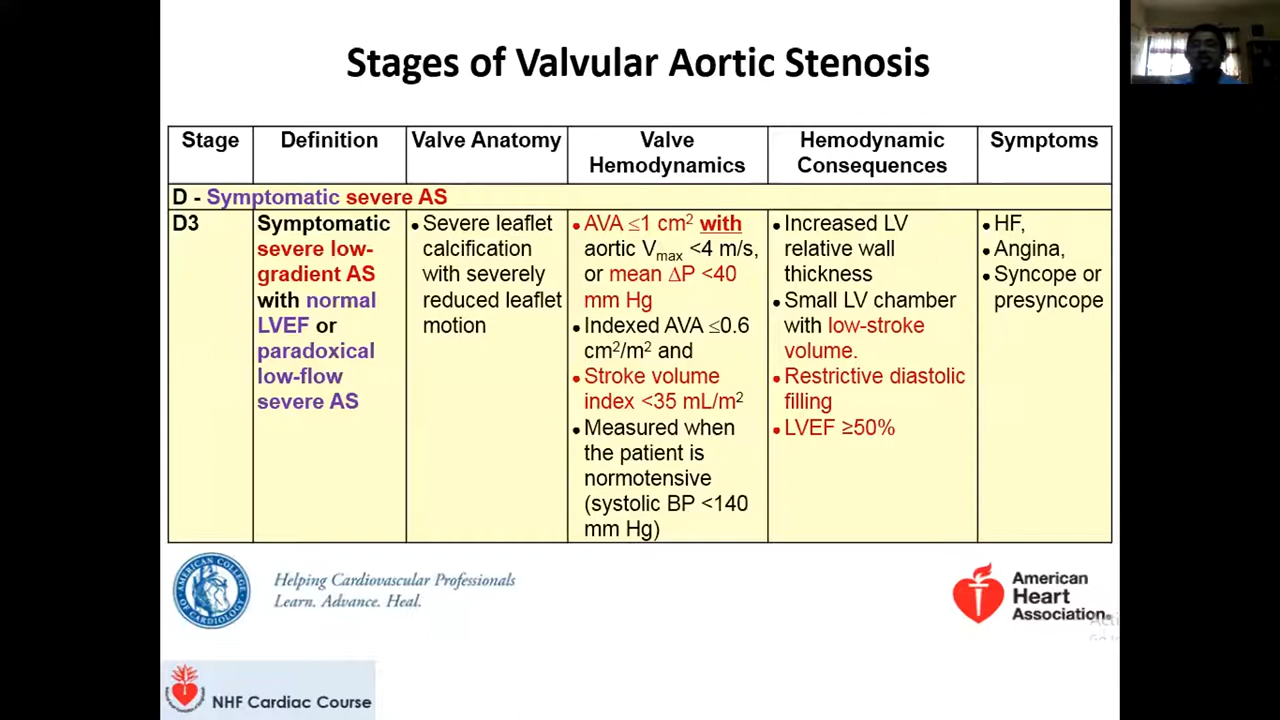 Stages of Valvular Aortic Stenosis
Stage
Definition
Valve Anatomy
Valve
Hemodynamics
Hemodynamic
Consequences
Symptoms
D - Symptomatic severe AS
D3
Symptomatic
severe low-
gradient AS
with normal
LVEF or
paradoxical
low-flow
severe AS
• Severe leaflet
calcification
with severely
reduced leaflet
motion
• AVA ≤1 cm² with
aortic Vmax <4 m/s,
or mean ΔP <40
mm Hg
• Indexed AVA ≤0.6
cm²/m² and
• Stroke volume
index <35 mL/m²
• Measured when
the patient is
normotensive
(systolic BP <140
mm Hg)
• Increased LV
relative wall
thickness
• Small LV chamber
with low-stroke
volume.
• Restrictive diastolic
filling
• LVEF ≥50%
• HF,
• Angina,
• Syncope or
presyncope
AMERICAN COLLEGE OF CARDIOLOGY
Helping Cardiovascular Professionals
Learn. Advance. Heal.
American
Heart
Association®
NHF Cardiac Course